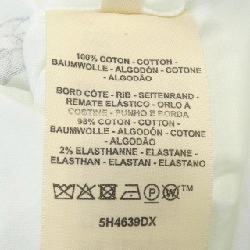 100% COTON - COTTON -
BAUMWOLLE - ALGODÓN - COTONE
- ALGODÃO
BORD CÔTE - RIB - SEITENRAND -
REMATE ELÁSTICO - ORLO A
COSTINE - PUNHO E BORDA
98% COTON - COTTON -
BAUMWOLLE - ALGODÓN - COTONE
- ALGODÃO
2% ELASTHANNE - ELASTANE -
ELASTHAN - ELASTAN - ELASTANO
P W
5H4639DX